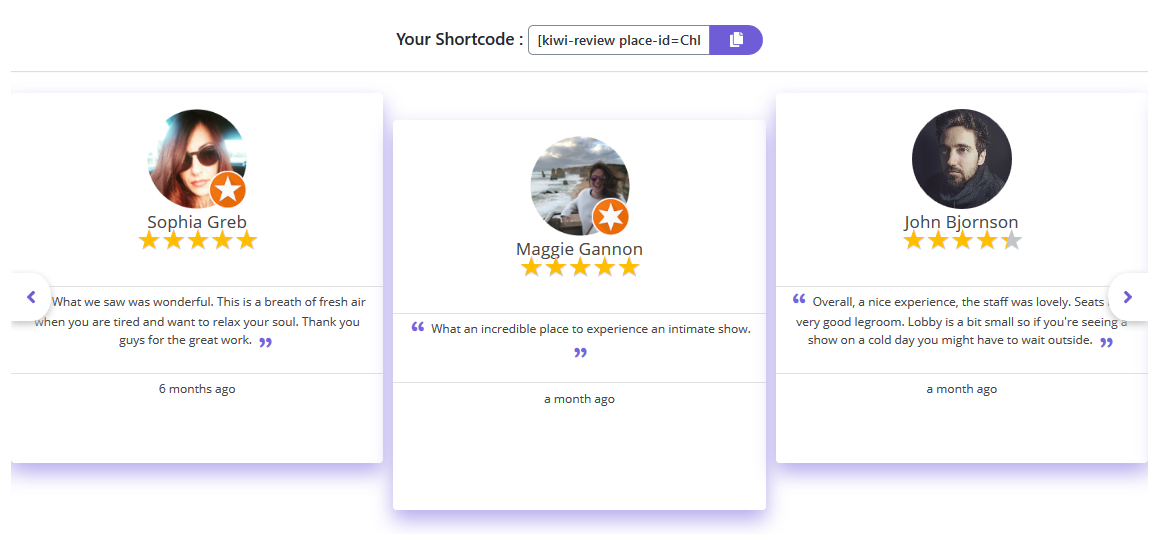 Your Shortcode :
[kiwi-review place-id=ChI
Sophia Greb
What we saw was wonderful. This is a breath of fresh air
when you are tired and want to relax your soul. Thank you
guys for the great work. ”
6 months ago
Maggie Gannon
“ What an incredible place to experience an intimate show.
”
a month ago
John Bjornson
“ Overall, a nice experience, the staff was lovely. Seats
very good legroom. Lobby is a bit small so if you're seeing a
show on a cold day you might have to wait outside. ”
a month ago